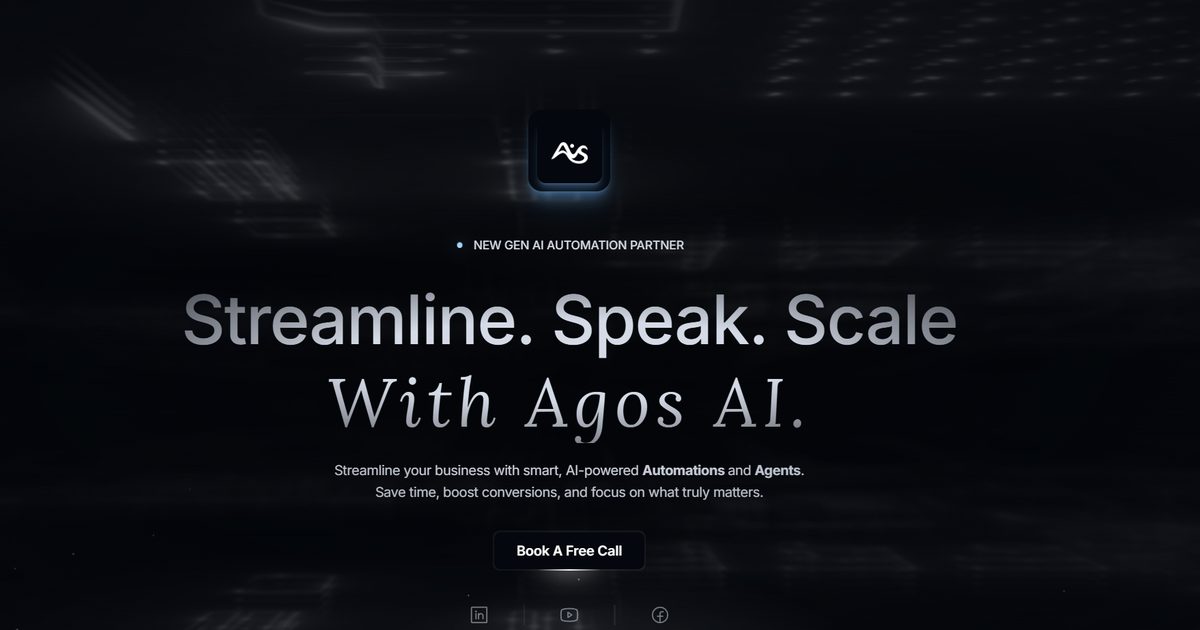 AiS
NEW GEN AI AUTOMATION PARTNER
Streamline. Speak. Scale
With Agos AI.
Streamline your business with smart, AI-powered Automations and Agents.
Save time, boost conversions, and focus on what truly matters.
Book A Free Call
in